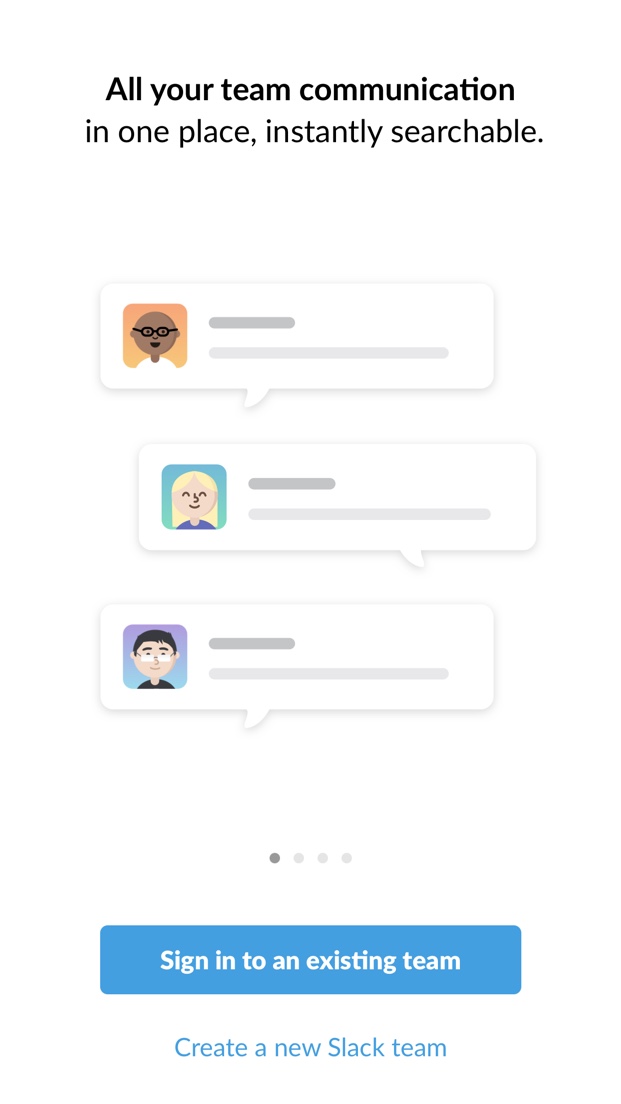 All your team communication
in one place, instantly searchable.
Sign in to an existing team
Create a new Slack team